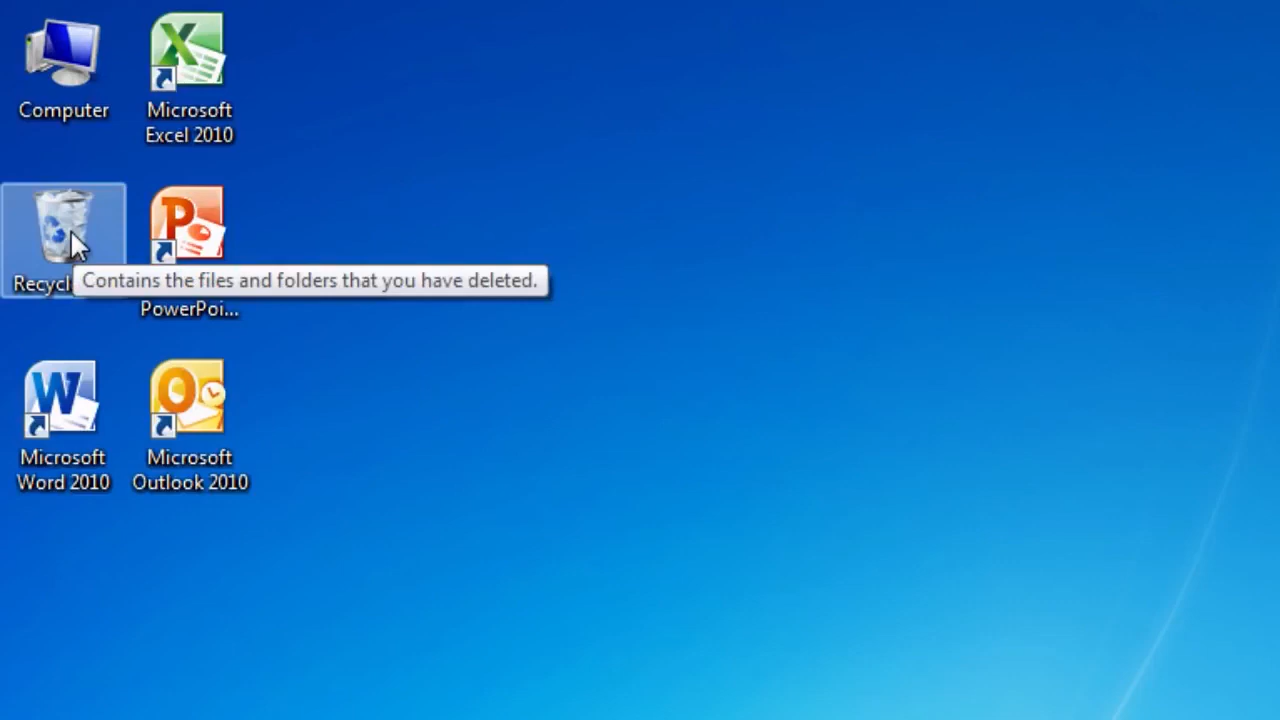 Computer
Microsoft
Excel 2010
Recycl
Contains the files and folders that you have deleted.
PowerPoi...
Microsoft
Word 2010
Microsoft
Outlook 2010